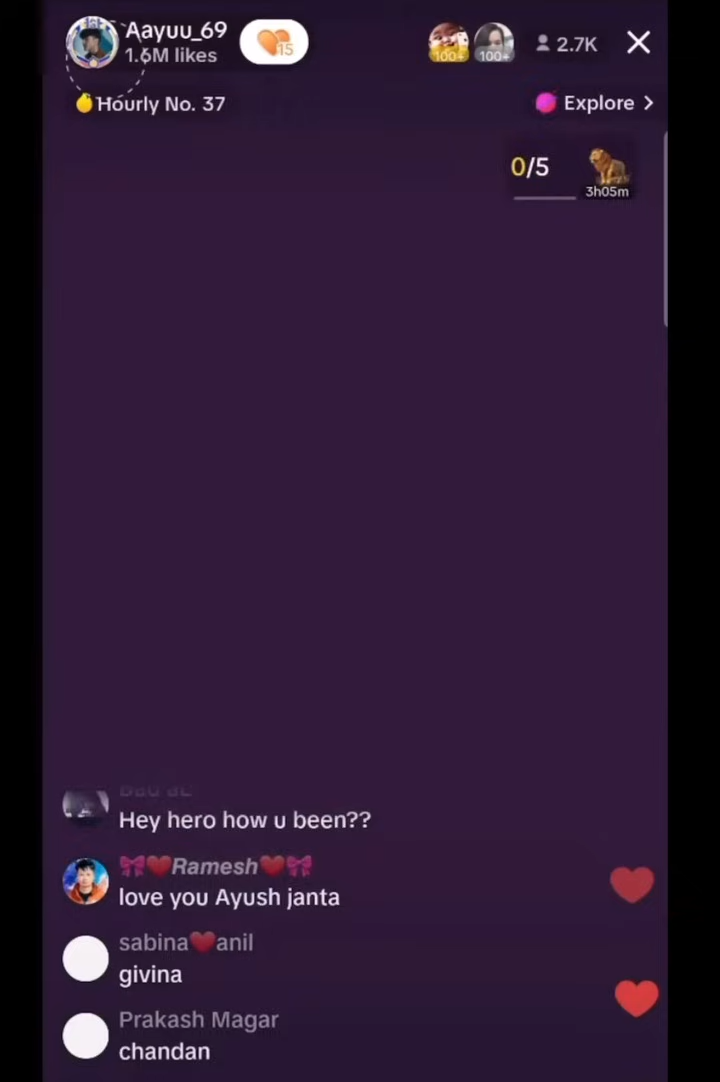 Aayuu_69
1.6M likes
15
100+
100+
2.7K
Hourly No. 37
Explore
0/5
3h05m
Hey hero how u been??
Ramesh
love you Ayush janta
sabina❤️anil
givina
Prakash Magar
chandan